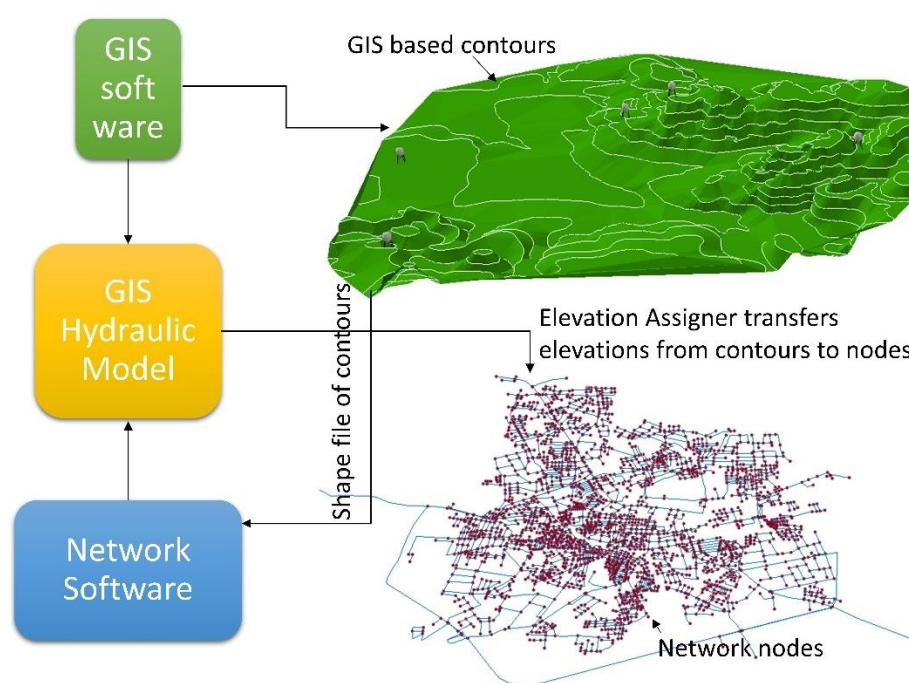 GIS
soft
ware
GIS based contours
GIS
Hydraulic
Model
Shape file of contours
Elevation Assigner transfers
elevations from contours to nodes
Network
Software
Network nodes